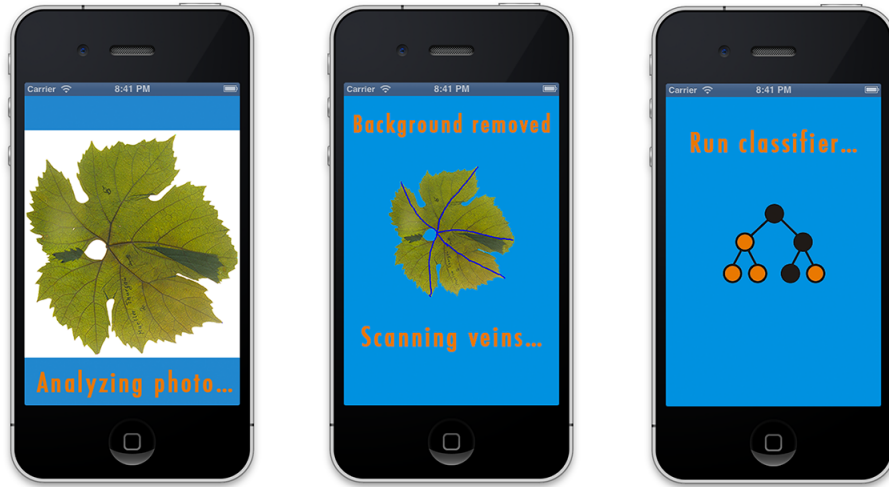 Carrier 8:41 PM
Analyzing photo...
Carrier 8:41 PM
Background removed
Scanning veins...
Carrier 8:41 PM
Run classifier...